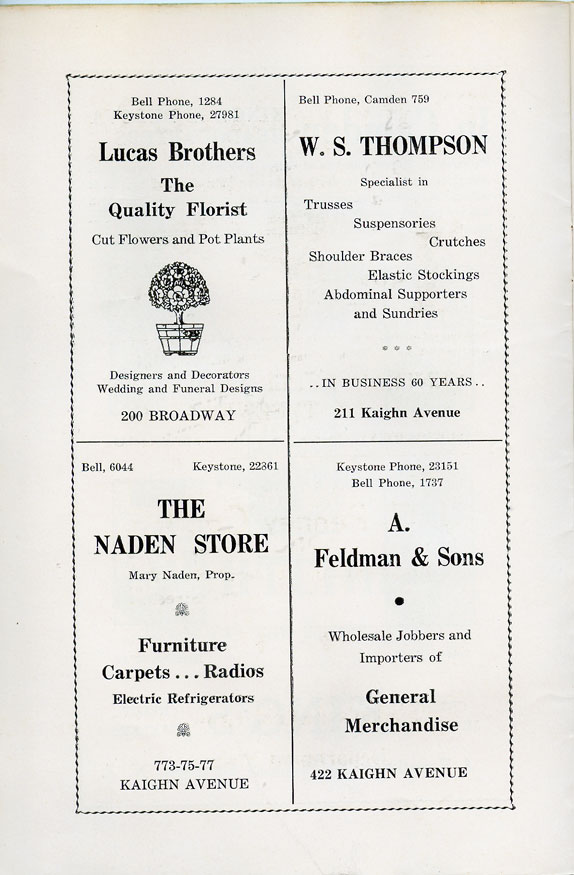 Bell Phone, 1284
Keystone Phone, 27981
Lucas Brothers
The
Quality Florist
Cut Flowers and Pot Plants
Designers and Decorators
Wedding and Funeral Designs
200 BROADWAY
Bell Phone, Camden 759
W. S. THOMPSON
Specialist in
Trusses
Suspensories
Crutches
Shoulder Braces
Elastic Stockings
Abdominal Supporters
and Sundries
..IN BUSINESS 60 YEARS..
211 Kaighn Avenue
Bell, 6044 Keystone, 22361
THE
NADEN STORE
Mary Naden, Prop.
Furniture
Carpets...Radios
Electric Refrigerators
773-75-77
KAIGHN AVENUE
Keystone Phone, 23151
Bell Phone, 1737
A.
Feldman & Sons
Wholesale Jobbers and
Importers of
General
Merchandise
422 KAIGHN AVENUE